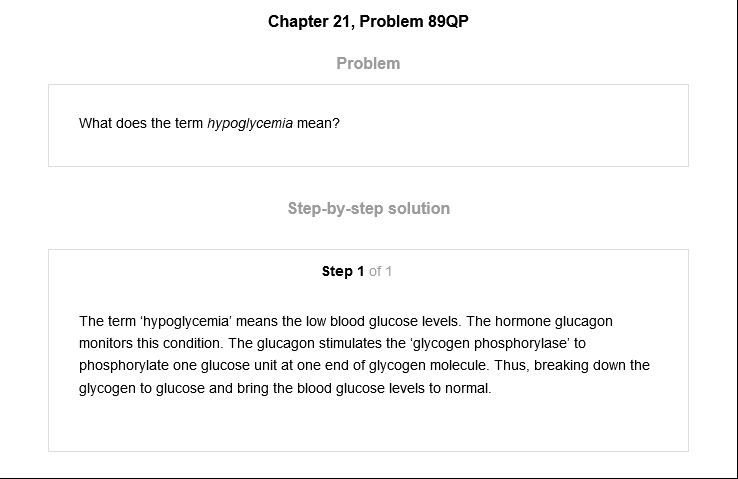 Chapter 21, Problem 89QP
Problem
What does the term hypoglycemia mean?
Step-by-step solution
Step 1 of 1
The term ‘hypoglycemia’ means the low blood glucose levels. The hormone glucagon
monitors this condition. The glucagon stimulates the ‘glycogen phosphorylase’ to
phosphorylate one glucose unit at one end of glycogen molecule. Thus, breaking down the
glycogen to glucose and bring the blood glucose levels to normal.